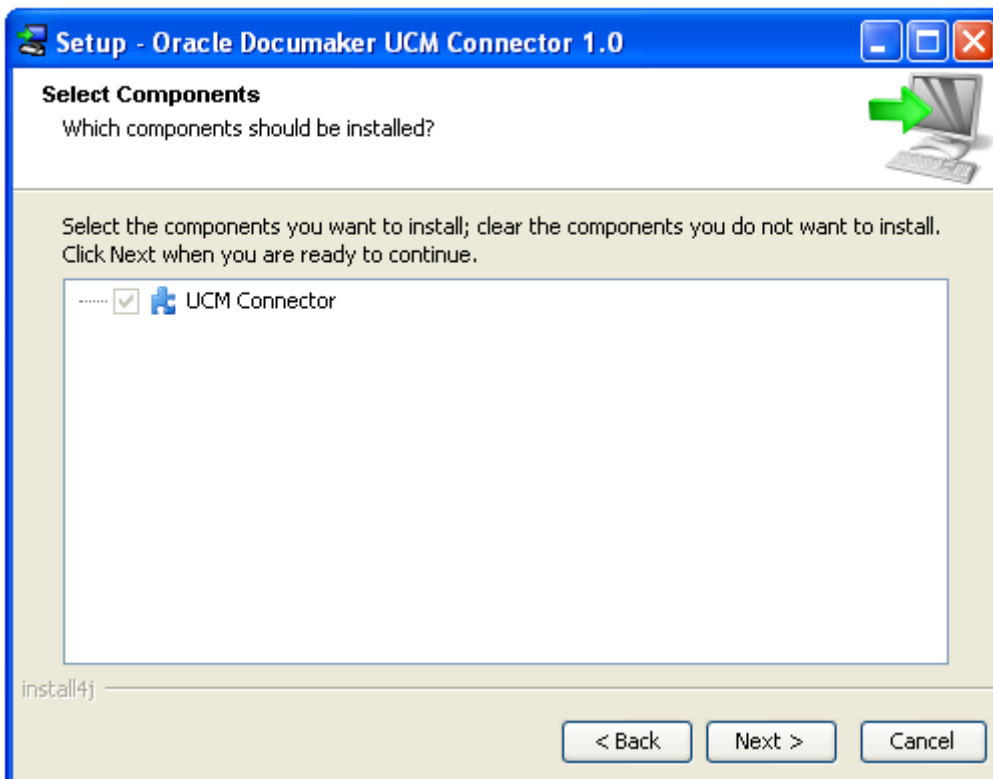 Setup - Oracle Documaker UCM Connector 1.0
Select Components
Which components should be installed?
Select the components you want to install; clear the components you do not want to install.
Click Next when you are ready to continue.
UCM Connector
install4j
< Back Next > Cancel